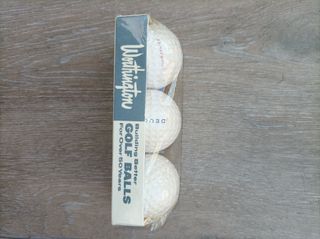 Worthington
Building Better
GOLF BALLS
For Over 50 Years